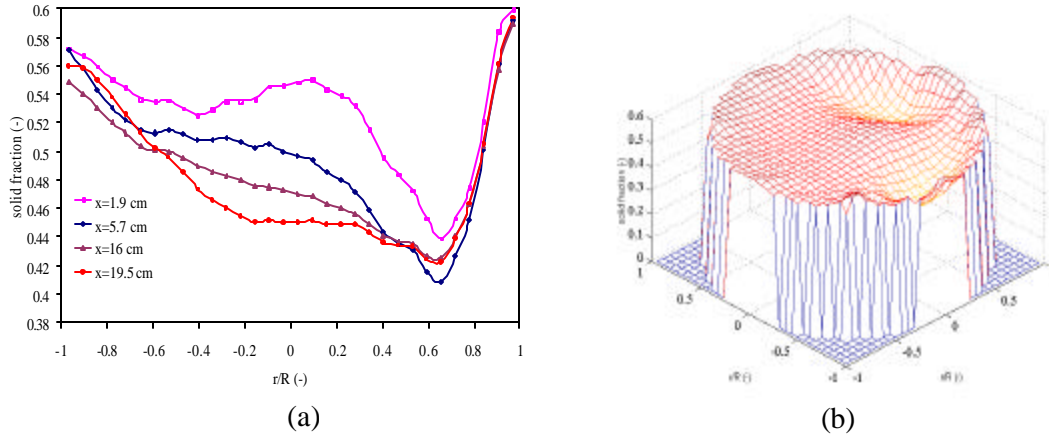 0.6
0.58
0.56
0.54
0.52
0.5
0.48
0.46
0.44
0.42
0.4
0.38
solid fraction (-)
x=1.9 cm
x=5.7 cm
x=16 cm
x=19.5 cm
-1 -0.8 -0.6 -0.4 -0.2 0 0.2 0.4 0.6 0.8 1
r/R (-)
(a)
0.6
0.5
0.4
0.3
0.2
0.1
0
solid fraction (-)
1
0.5
0
-0.5
-1
r/R (-)
-1
-0.5
0
0.5
r/R (-)
(b)